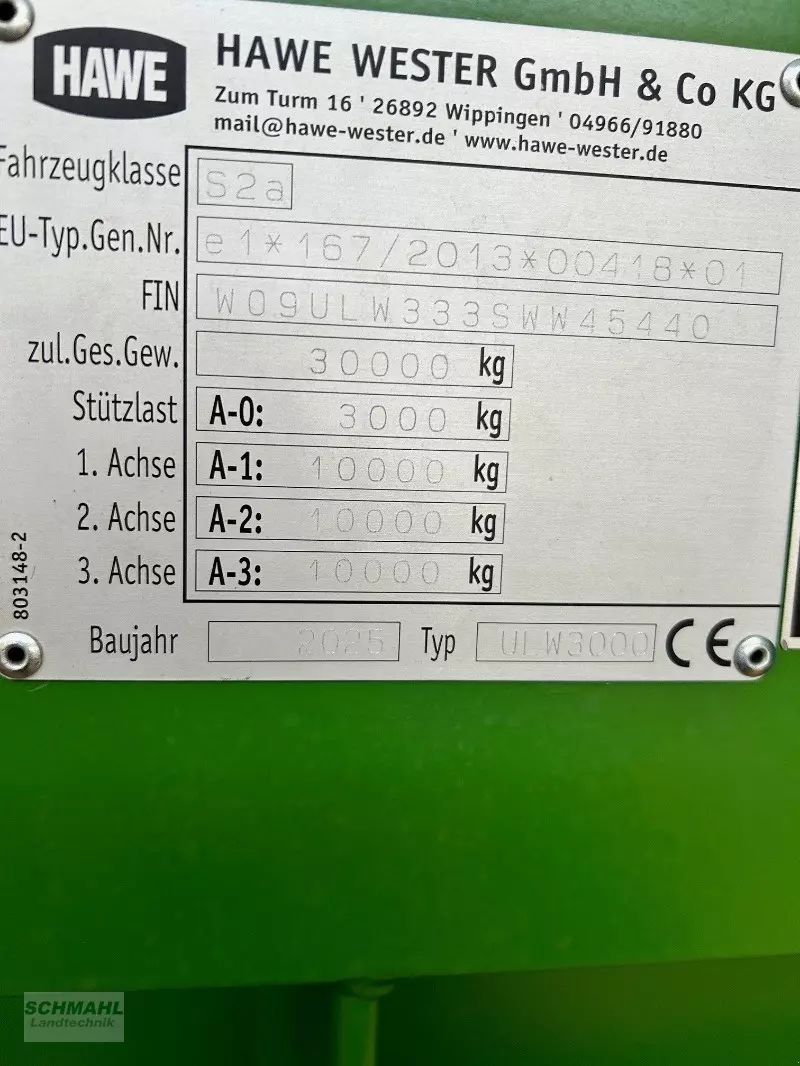 HAWE
HAWE WESTER GmbH & Co KG
Zum Turm 16 ' 26892 Wippingen ' 04966/91880
mail@hawe-wester.de ' www.hawe-wester.de
Fahrzeugklasse S2a
EU-Typ.Gen.Nr. e1*167/2013*00418*01
FIN W09ULW333SWW45440
zul.Ges.Gew. 30000 kg
Stützlast A-0: 3000 kg
1. Achse A-1: 10000 kg
2. Achse A-2: 10000 kg
3. Achse A-3: 10000 kg
803148-2
Baujahr 2025 Typ ULW3000 CE
SCHMAHL
Landtechnik